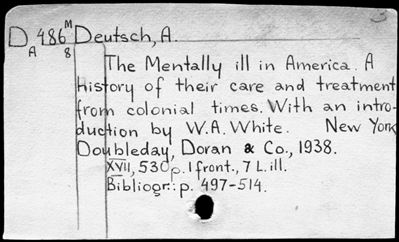 D 486 M Deutsch, A.
A 8
The Mentally ill in America. A
History of their care and treatment
from colonial times. With an intro-
duction by W.A. White. New York
Doubleday, Doran & Co., 1938.
XVII, 530p. 1 front., 7 L. ill.
Bibliogr.: p. 497-514.